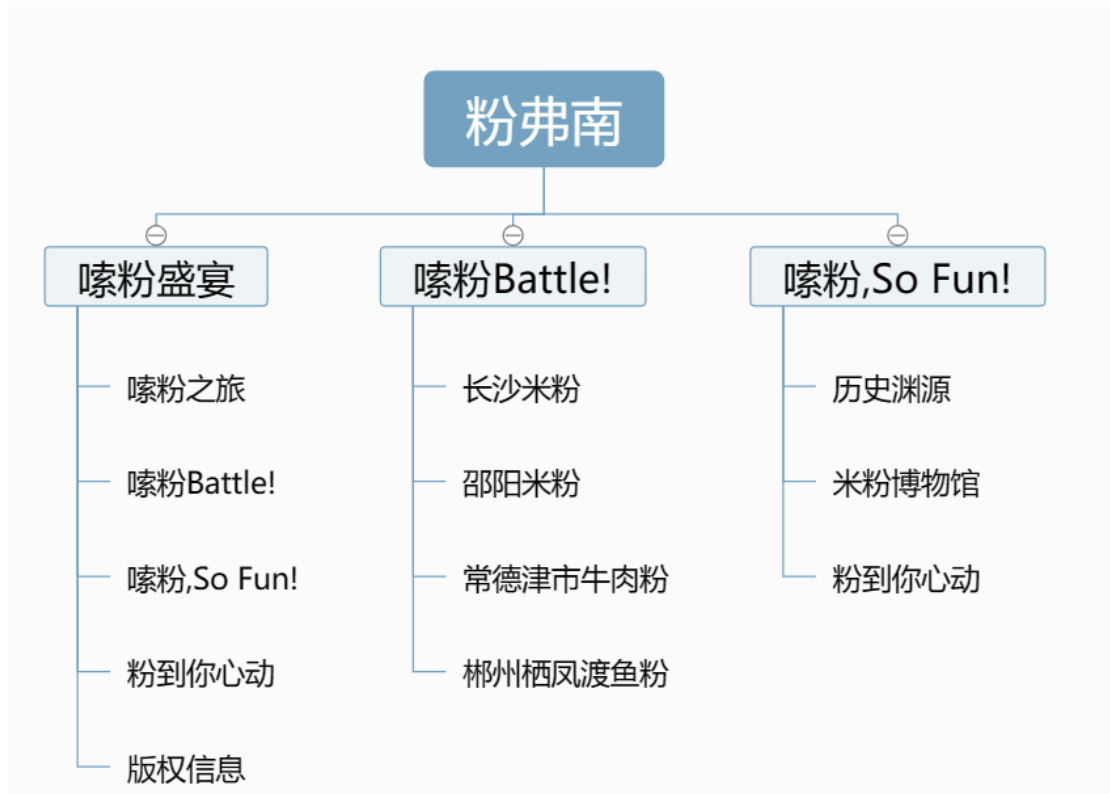 粉弗南
嗦粉盛宴
嗦粉之旅
嗦粉Battle!
嗦粉,So Fun!
粉到你心动
版权信息
嗦粉Battle!
长沙米粉
邵阳米粉
常德津市牛肉粉
郴州栖凤渡鱼粉
嗦粉,So Fun!
历史渊源
米粉博物馆
粉到你心动